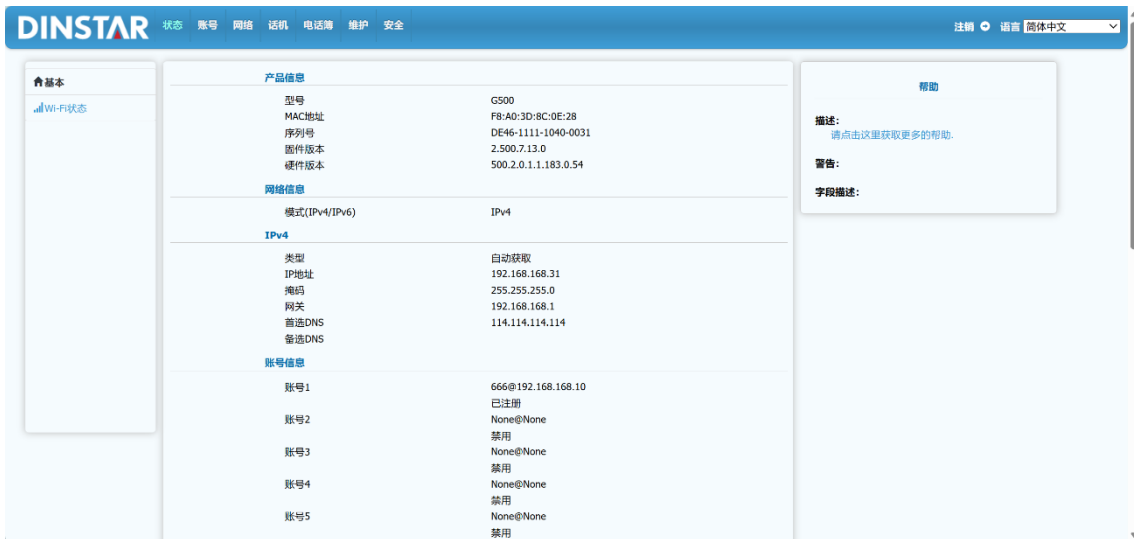 DINSTAR 状态 账号 网络 话机 电话簿 维护 安全 注销 语言 简体中文
基本
Wi-Fi状态
产品信息
型号 G500
MAC地址 F8:A0:3D:8C:0E:28
序列号 DE46-1111-1040-0031
固件版本 2.500.7.13.0
硬件版本 500.2.0.1.1.183.0.54
网络信息
模式(IPv4/IPv6) IPv4
IPv4
类型 自动获取
IP地址 192.168.168.31
掩码 255.255.255.0
网关 192.168.168.1
首选DNS 114.114.114.114
备选DNS
账号信息
账号1 666@192.168.168.10
已注册
账号2 None@None
禁用
账号3 None@None
禁用
账号4 None@None
禁用
账号5 None@None
禁用
帮助
描述:
请点击这里获取更多的帮助.
警告:
字段描述: